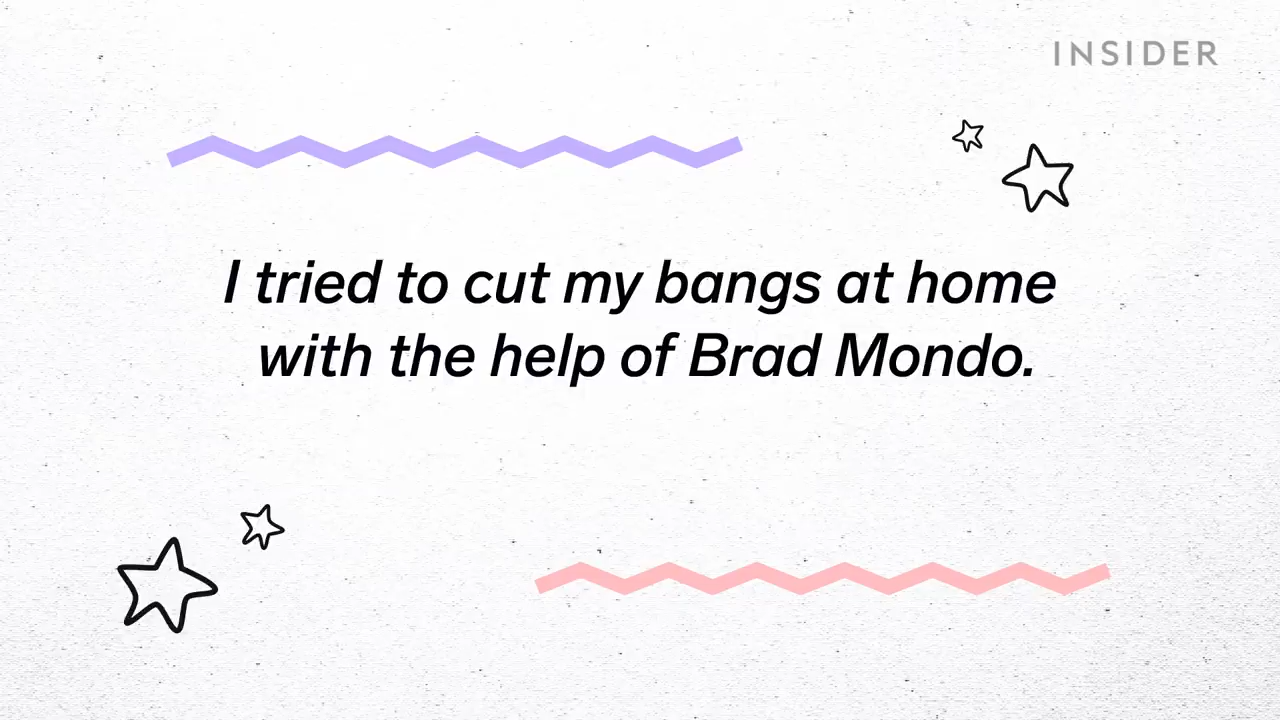 INSIDER
I tried to cut my bangs at home
with the help of Brad Mondo.